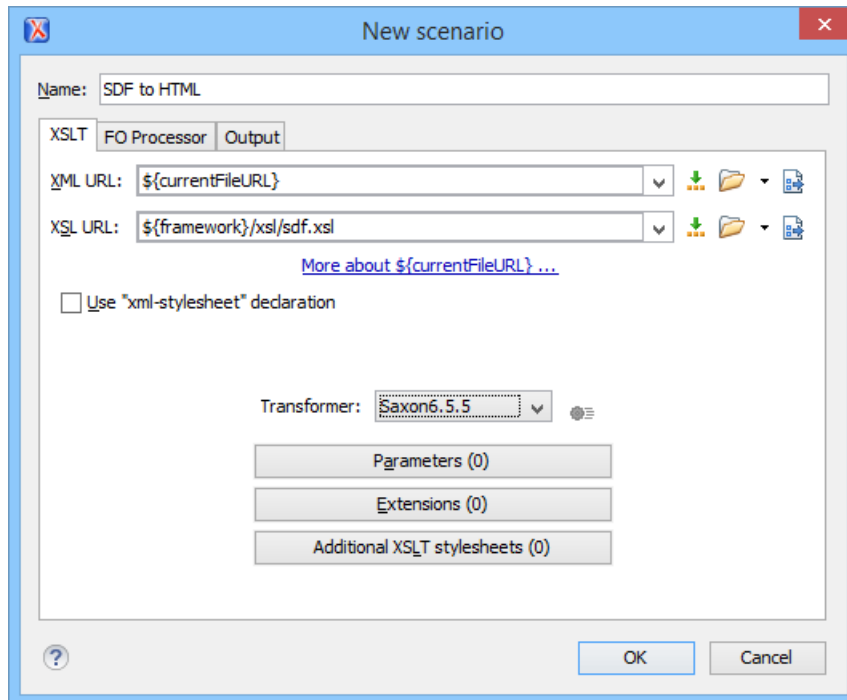 New scenario
Name: SDF to HTML
XSLT FO Processor Output
XML URL: ${currentFileURL}
XSL URL: ${framework}/xsl/sdf.xsl
More about ${currentFileURL} ...
Use "xml-stylesheet" declaration
Transformer: Saxon6.5.5
Parameters (0)
Extensions (0)
Additional XSLT stylesheets (0)
? OK Cancel